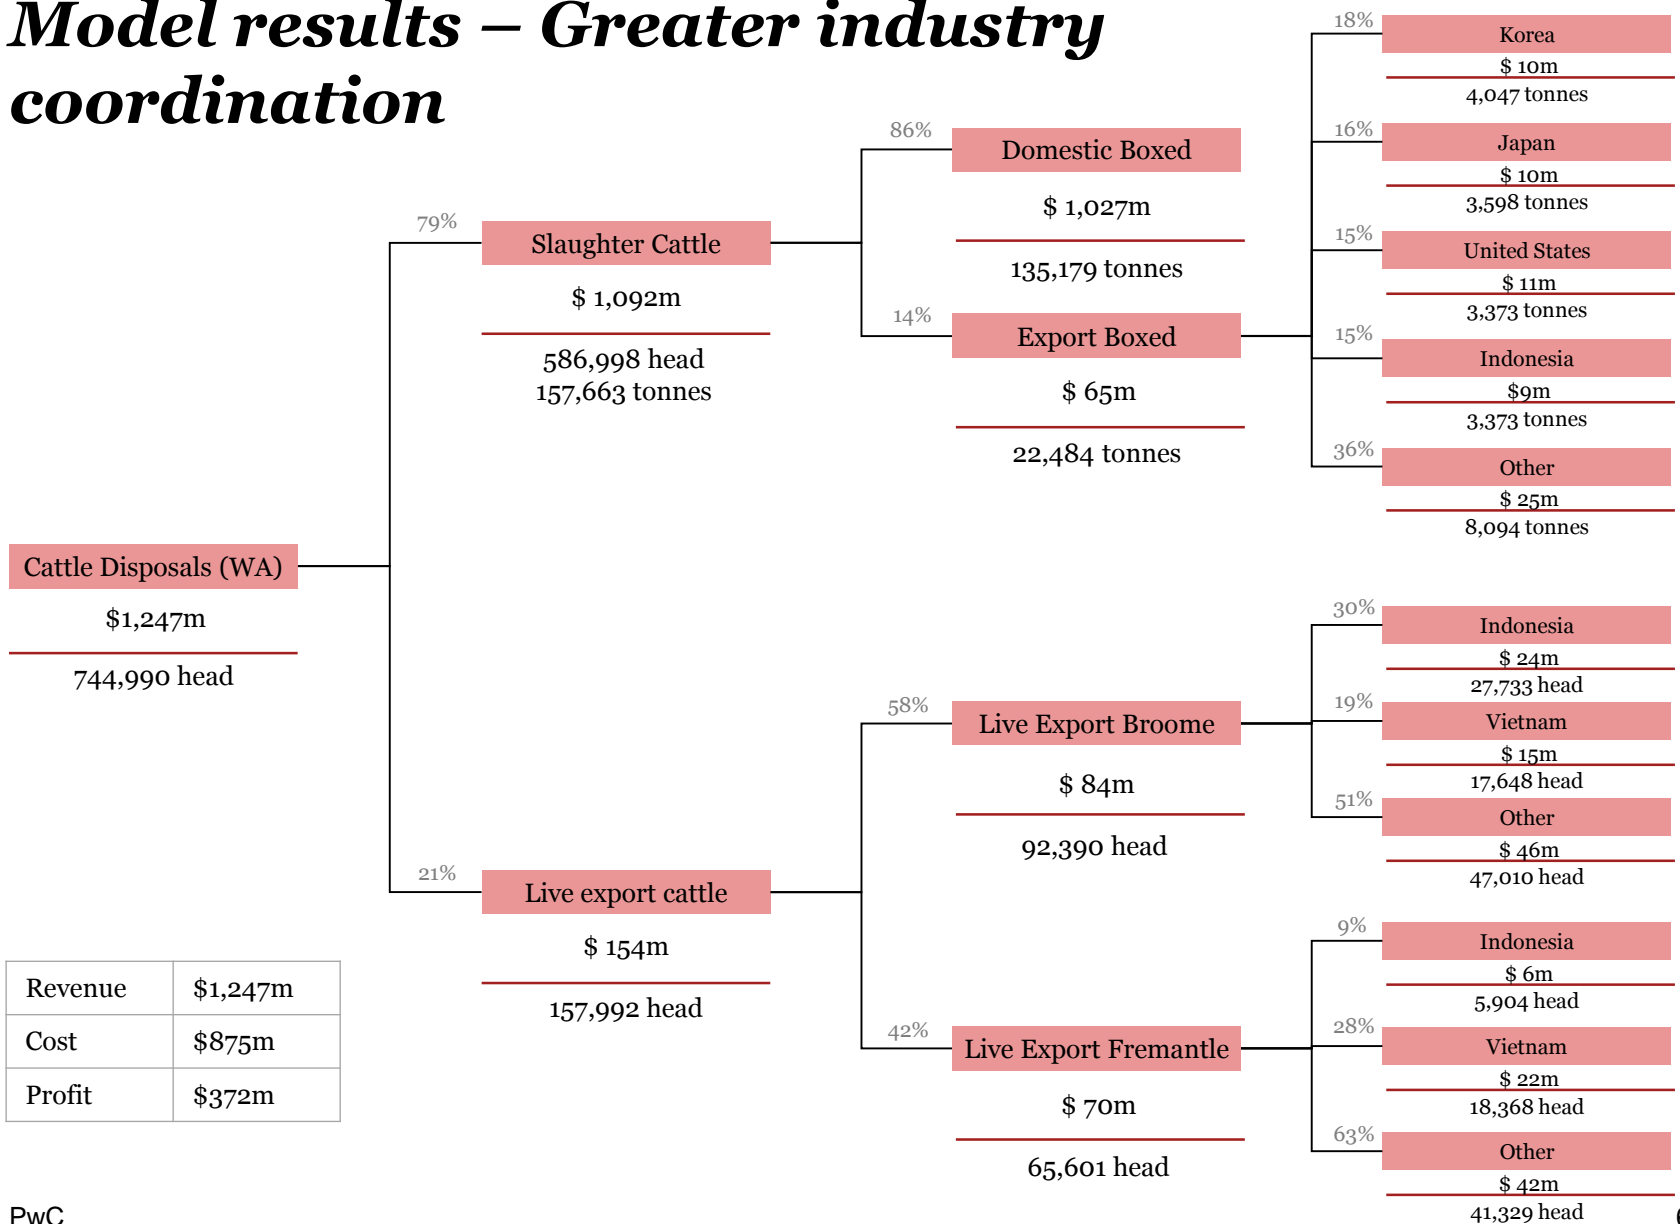 Model results – Greater industry
coordination
Cattle Disposals (WA)
$1,247m
744,990 head
79%
Slaughter Cattle
$ 1,092m
586,998 head
157,663 tonnes
21%
Live export cattle
$ 154m
157,992 head
86%
Domestic Boxed
$ 1,027m
135,179 tonnes
14%
Export Boxed
$ 65m
22,484 tonnes
58%
Live Export Broome
$ 84m
92,390 head
42%
Live Export Fremantle
$ 70m
65,601 head
18%
Korea
$ 10m
4,047 tonnes
16%
Japan
$ 10m
3,598 tonnes
15%
United States
$ 11m
3,373 tonnes
15%
Indonesia
$9m
3,373 tonnes
36%
Other
$ 25m
8,094 tonnes
30%
Indonesia
$ 24m
27,733 head
19%
Vietnam
$ 15m
17,648 head
51%
Other
$ 46m
47,010 head
9%
Indonesia
$ 6m
5,904 head
28%
Vietnam
$ 22m
18,368 head
63%
Other
$ 42m
41,329 head
Revenue $1,247m
Cost $875m
Profit $372m
PwC